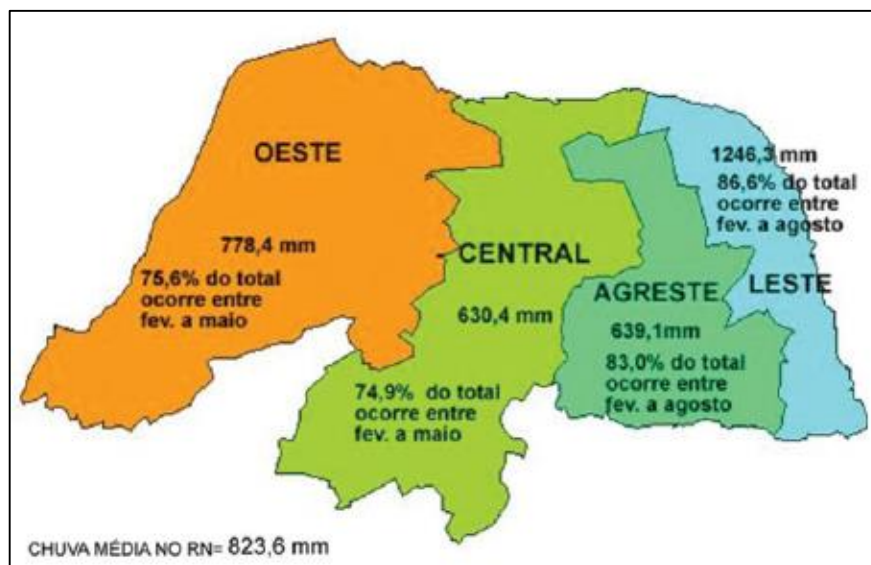 OESTE
778,4 mm
75,6% do total
ocorre entre
fev. a maio
CENTRAL
630,4 mm
74,9% do total
ocorre entre
fev. a maio
AGRESTE
639,1mm
83,0% do total
ocorre entre
fev. a agosto
1246,3 mm
86,6% do total
ocorre entre
fev. a agosto
LESTE
CHUVA MÉDIA NO RN= 823,6 mm